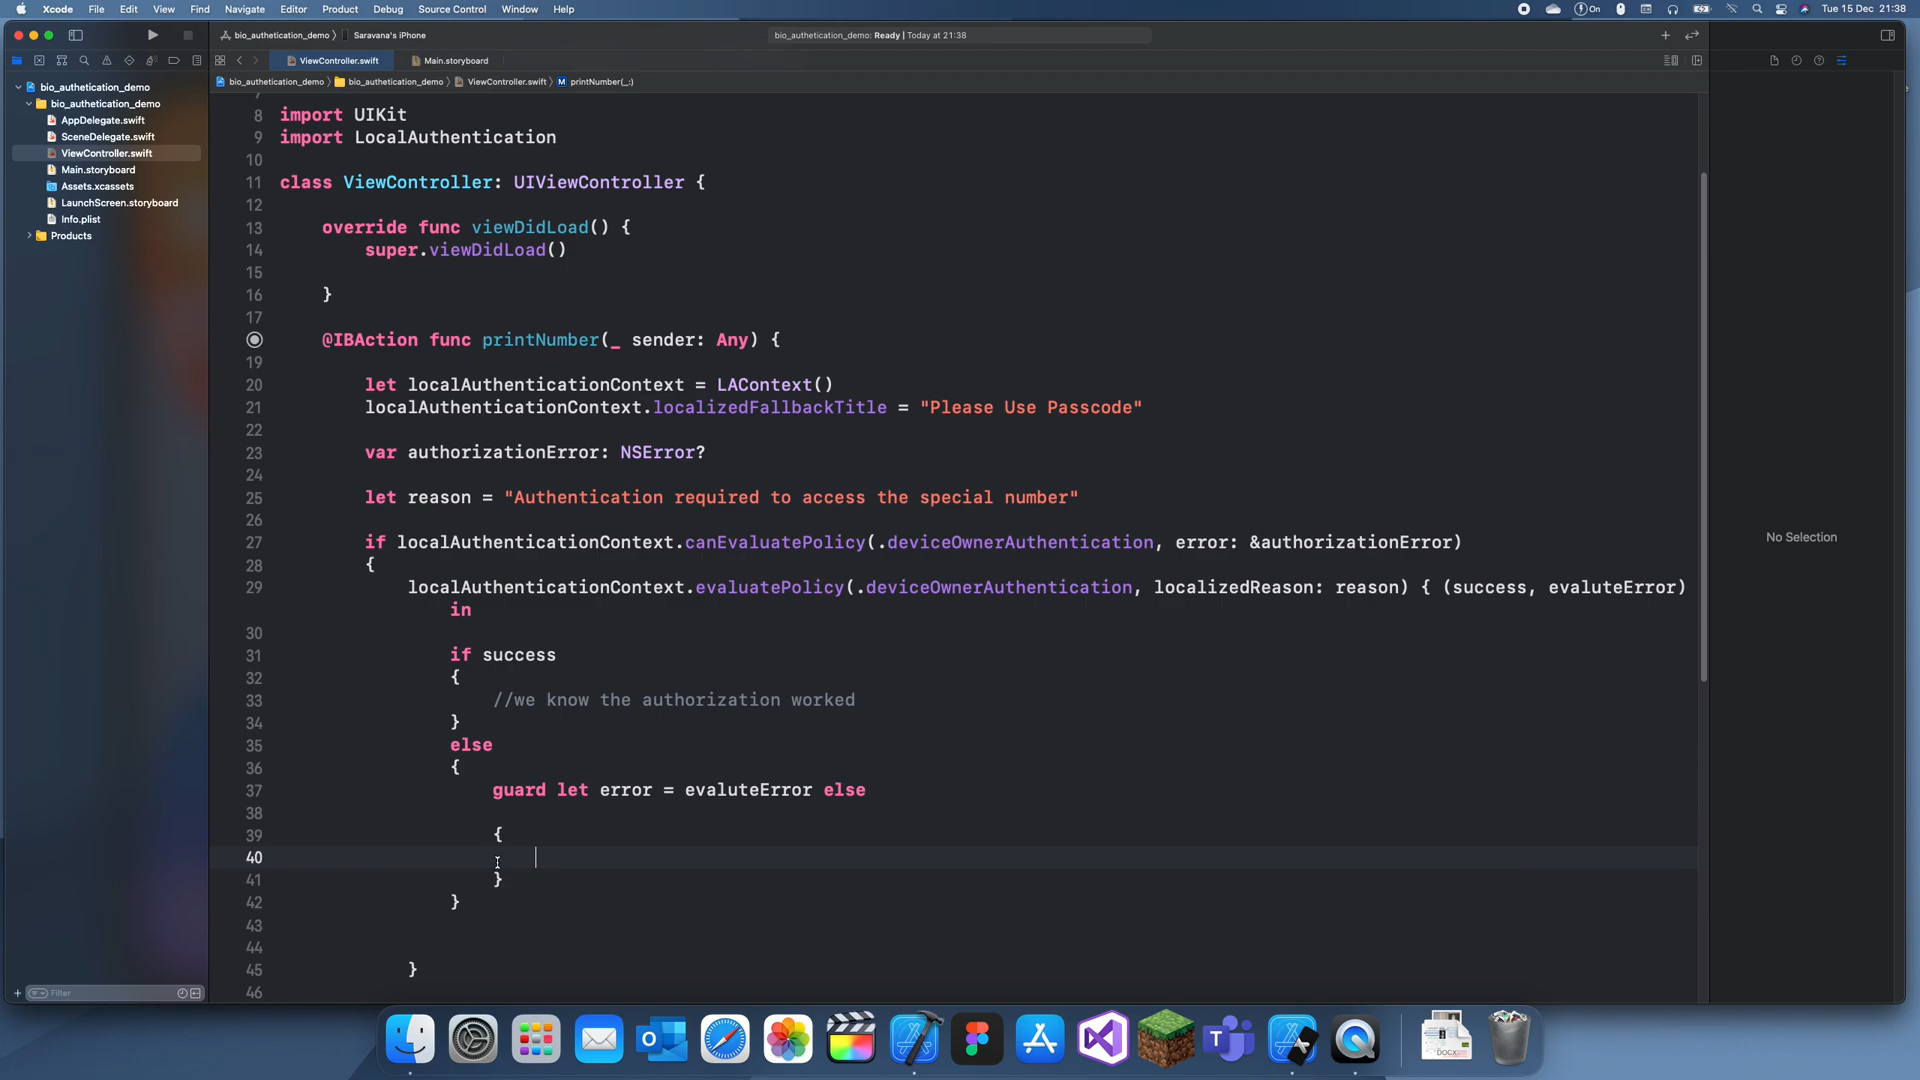 Xcode File Edit View Find Navigate Editor Product Debug Source Control Window Help On Tue 15 Dec 21:38
bio_authetication_demo Saravana's iPhone bio_authetication_demo: Ready | Today at 21:38
ViewController.swift Main.storyboard
bio_authetication_demo bio_authetication_demo ViewController.swift M printNumber(_:)
bio_authetication_demo
bio_authetication_demo
AppDelegate.swift
SceneDelegate.swift
ViewController.swift
Main.storyboard
Assets.xcassets
LaunchScreen.storyboard
Info.plist
Products
8 import UIKit
9 import LocalAuthentication
10
11 class ViewController: UIViewController {
12
13 override func viewDidLoad() {
14 super.viewDidLoad()
15
16 }
17
@IBAction func printNumber(_ sender: Any) {
19
20 let localAuthenticationContext = LAContext()
21 localAuthenticationContext.localizedFallbackTitle = "Please Use Passcode"
22
23 var authorizationError: NSError?
24
25 let reason = "Authentication required to access the special number"
26
27 if localAuthenticationContext.canEvaluatePolicy(.deviceOwnerAuthentication, error: &authorizationError)
28 {
29 localAuthenticationContext.evaluatePolicy(.deviceOwnerAuthentication, localizedReason: reason) { (success, evaluteError)
in
30
31 if success
32 {
33 //we know the authorization worked
34 }
35 else
36 {
37 guard let error = evaluteError else
38
39 {
40
41 }
42 }
43
44
45 }
46
No Selection
Filter
DOCX